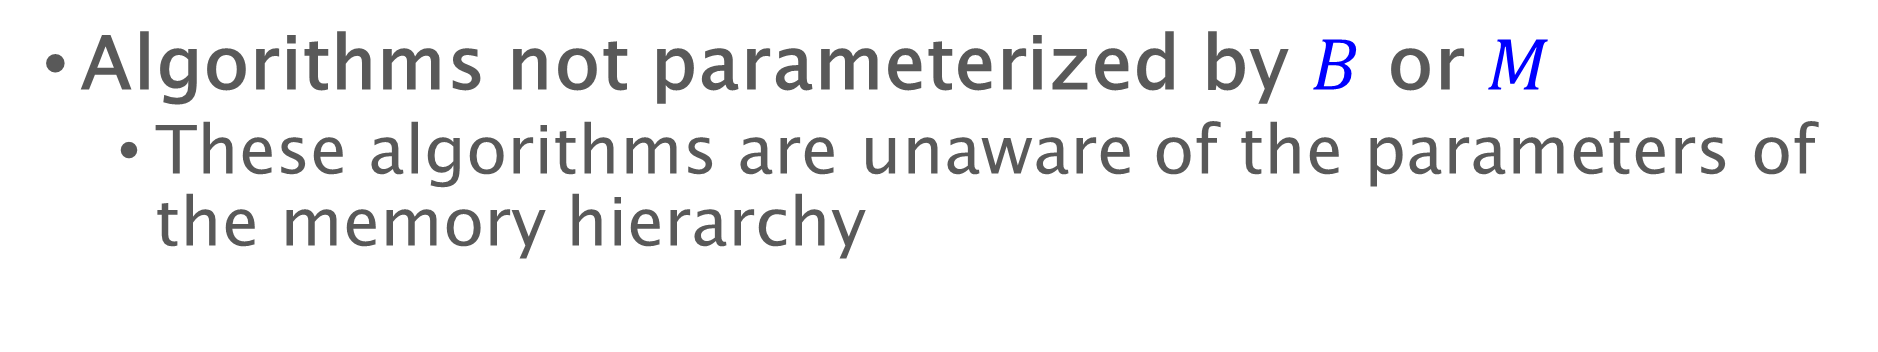 • Algorithms not parameterized by B or M
• These algorithms are unaware of the parameters of
the memory hierarchy